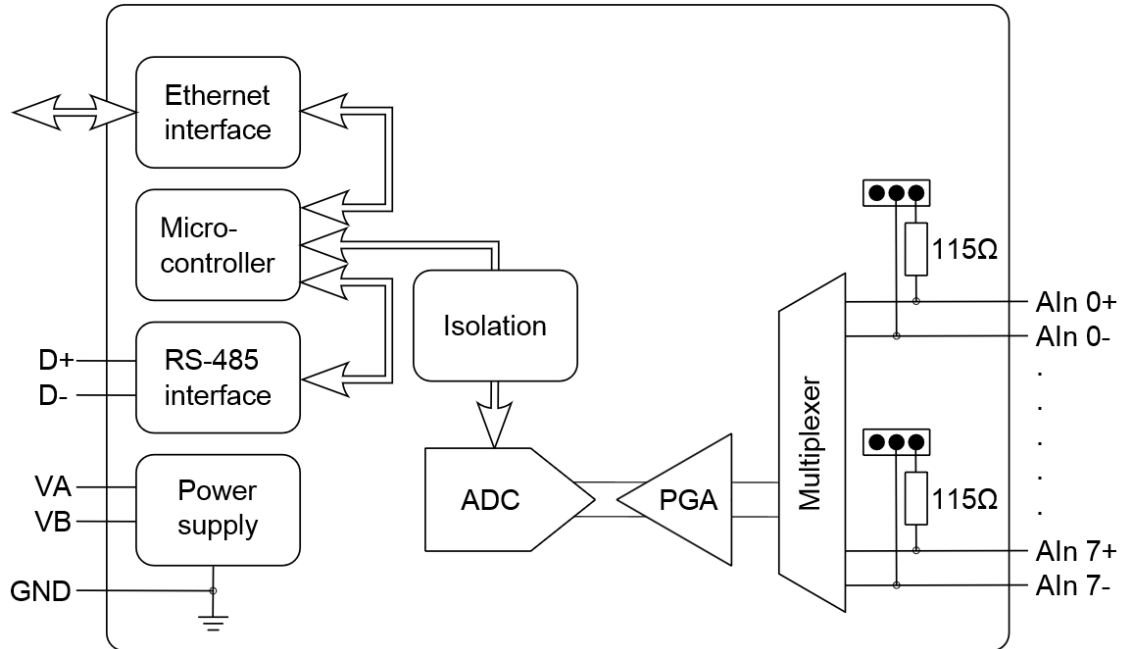 Ethernet
interface
Micro-
controller
Isolation
115Ω
AIn 0+
AIn 0-
.
.
.
.
.
D+
D-
RS-485
interface
VA
VB
Power
supply
GND
ADC
PGA
Multiplexer
115Ω
AIn 7+
AIn 7-